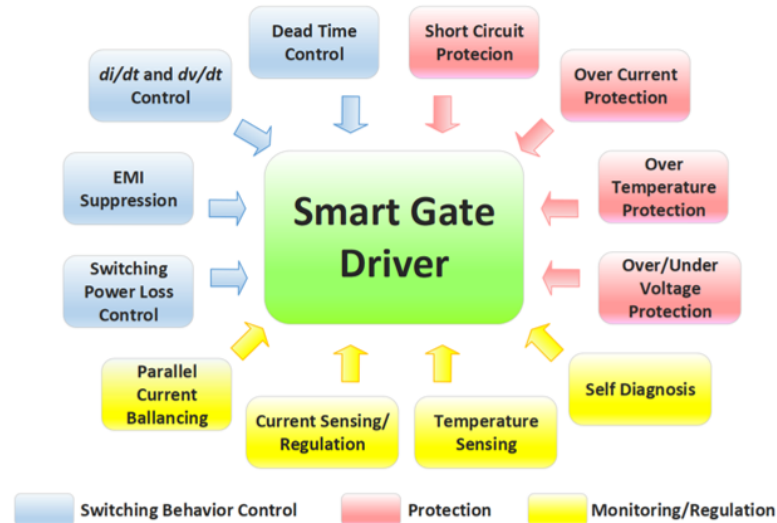 Dead Time
Control
Short Circuit
Protecion
di/dt and dv/dt
Control
Over Current
Protection
EMI
Suppression
Smart Gate
Driver
Over
Temperature
Protection
Switching
Power Loss
Control
Over/Under
Voltage
Protection
Parallel
Current
Ballancing
Current Sensing/
Regulation
Temperature
Sensing
Self Diagnosis
Switching Behavior Control
Protection
Monitoring/Regulation